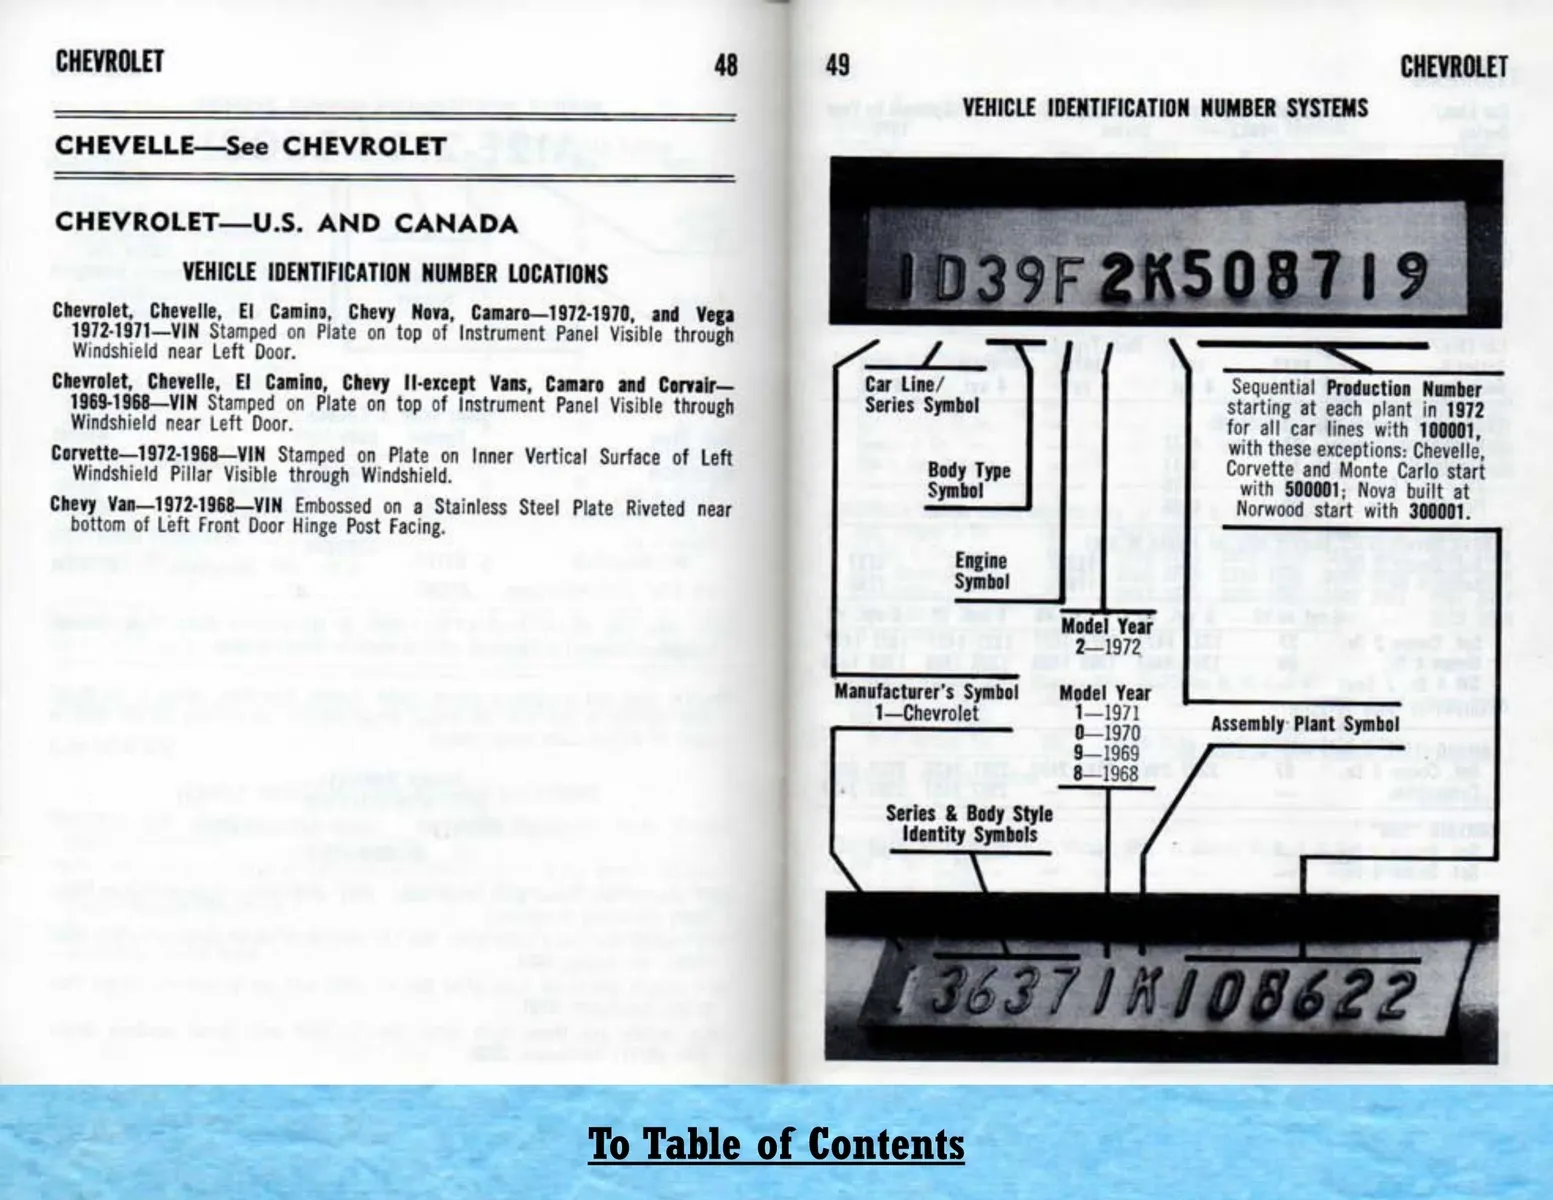 CHEVROLET 48
CHEVELLE—See CHEVROLET
CHEVROLET—U.S. AND CANADA
VEHICLE IDENTIFICATION NUMBER LOCATIONS
Chevrolet, Chevelle, El Camino, Chevy Nova, Camaro—1972-1970, and Vega
1972-1971—VIN Stamped on Plate on top of Instrument Panel Visible through
Windshield near Left Door.
Chevrolet, Chevelle, El Camino, Chevy II-except Vans, Camaro and Corvair—
1969-1968—VIN Stamped on Plate on top of Instrument Panel Visible through
Windshield near Left Door.
Corvette—1972-1968—VIN Stamped on Plate on Inner Vertical Surface of Left
Windshield Pillar Visible through Windshield.
Chevy Van—1972-1968—VIN Embossed on a Stainless Steel Plate Riveted near
bottom of Left Front Door Hinge Post Facing.
49 CHEVROLET
VEHICLE IDENTIFICATION NUMBER SYSTEMS
1D39F2K508719
Car Line/
Series Symbol
Body Type
Symbol
Engine
Symbol
Model Year
2—1972
Sequential Production Number
starting at each plant in 1972
for all car lines with 100001,
with these exceptions: Chevelle,
Corvette and Monte Carlo start
with 500001; Nova built at
Norwood start with 300001.
Manufacturer's Symbol
1—Chevrolet
Model Year
1—1971
0—1970
9—1969
8—1968
Assembly Plant Symbol
Series & Body Style
Identity Symbols
136371K108622
To Table of Contents